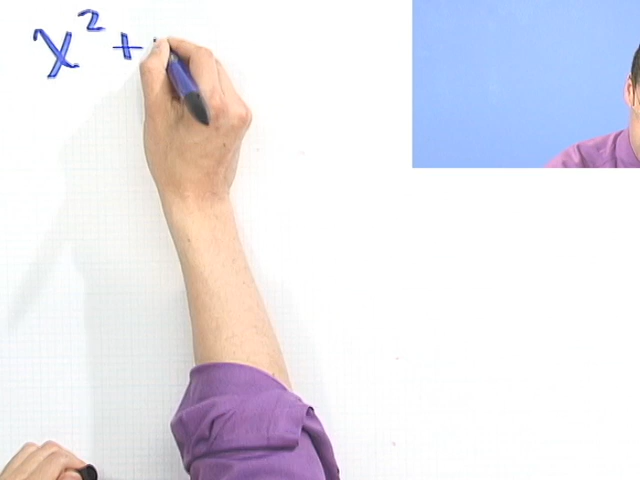 x² +